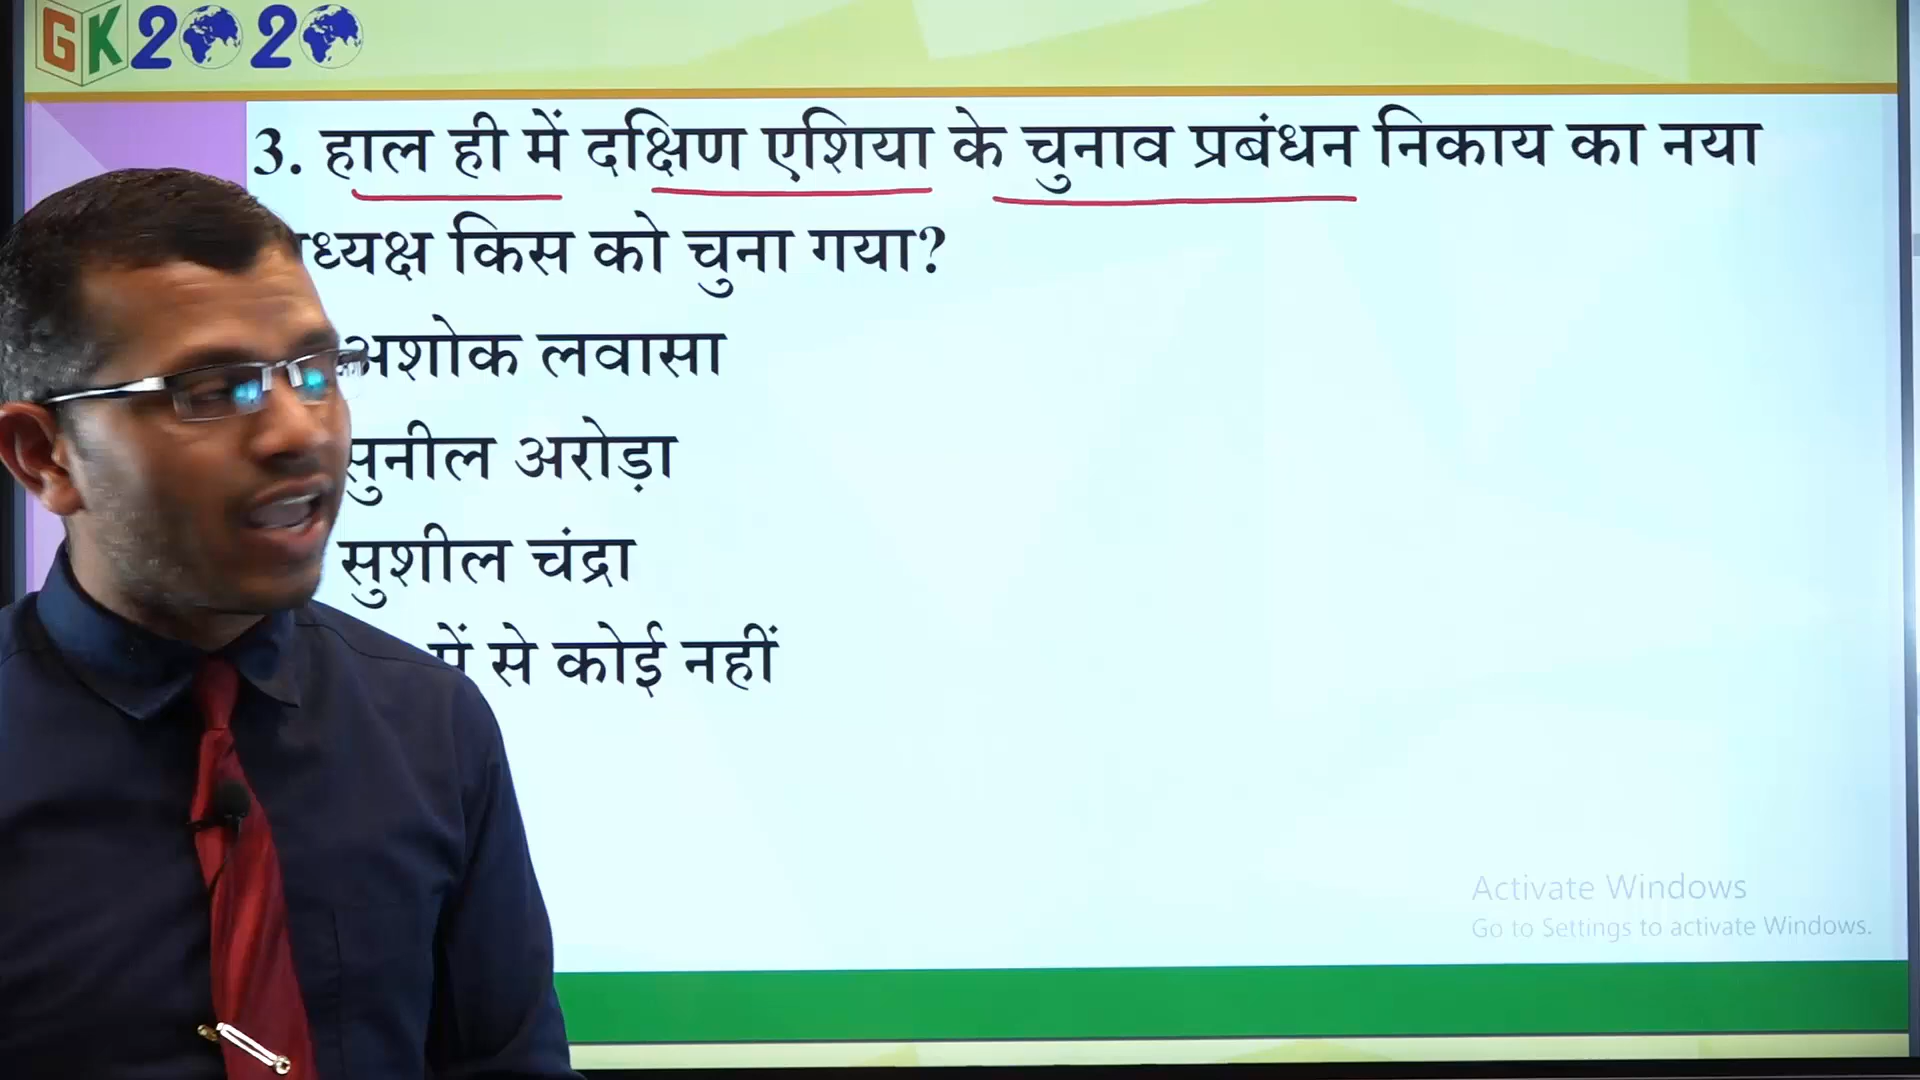 GK2020
3. हाल ही में दक्षिण एशिया के चुनाव प्रबंधन निकाय का नया
किस को चुना गया?
अशोक लवासा
सुनील अरोड़ा
सुशील चंद्रा
में से कोई नहीं
Activate Windows
Go to Settings to activate Windows.